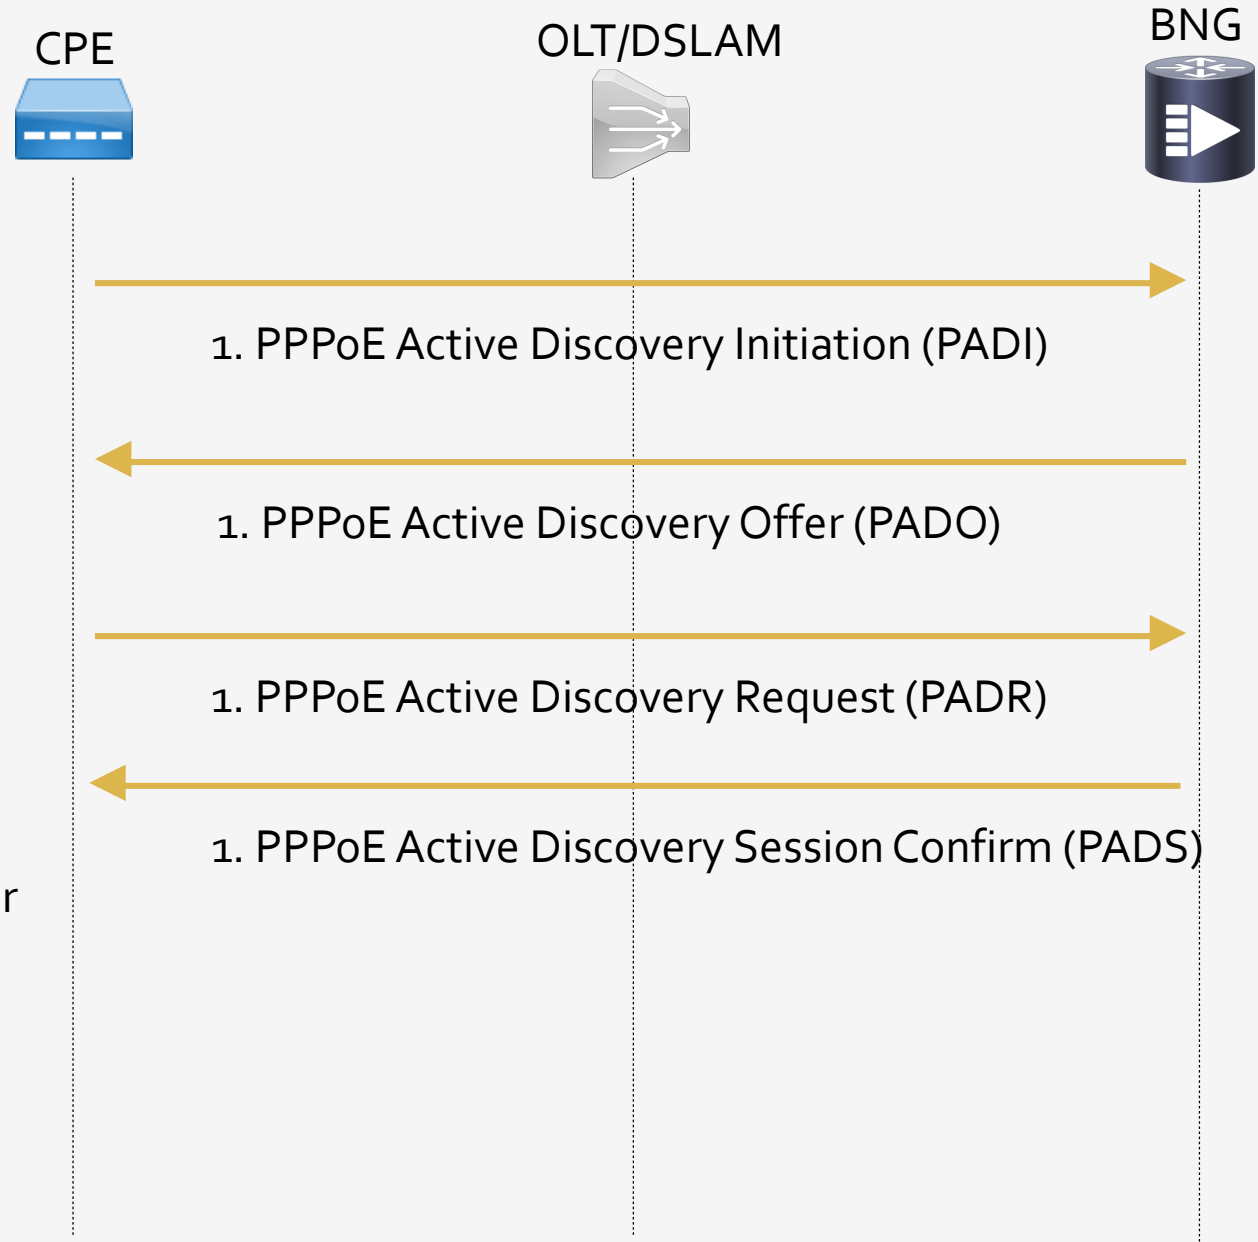 CPE
OLT/DSLAM
BNG
1. PPPoE Active Discovery Initiation (PADI)
1. PPPoE Active Discovery Offer (PADO)
1. PPPoE Active Discovery Request (PADR)
1. PPPoE Active Discovery Session Confirm (PADS)
r